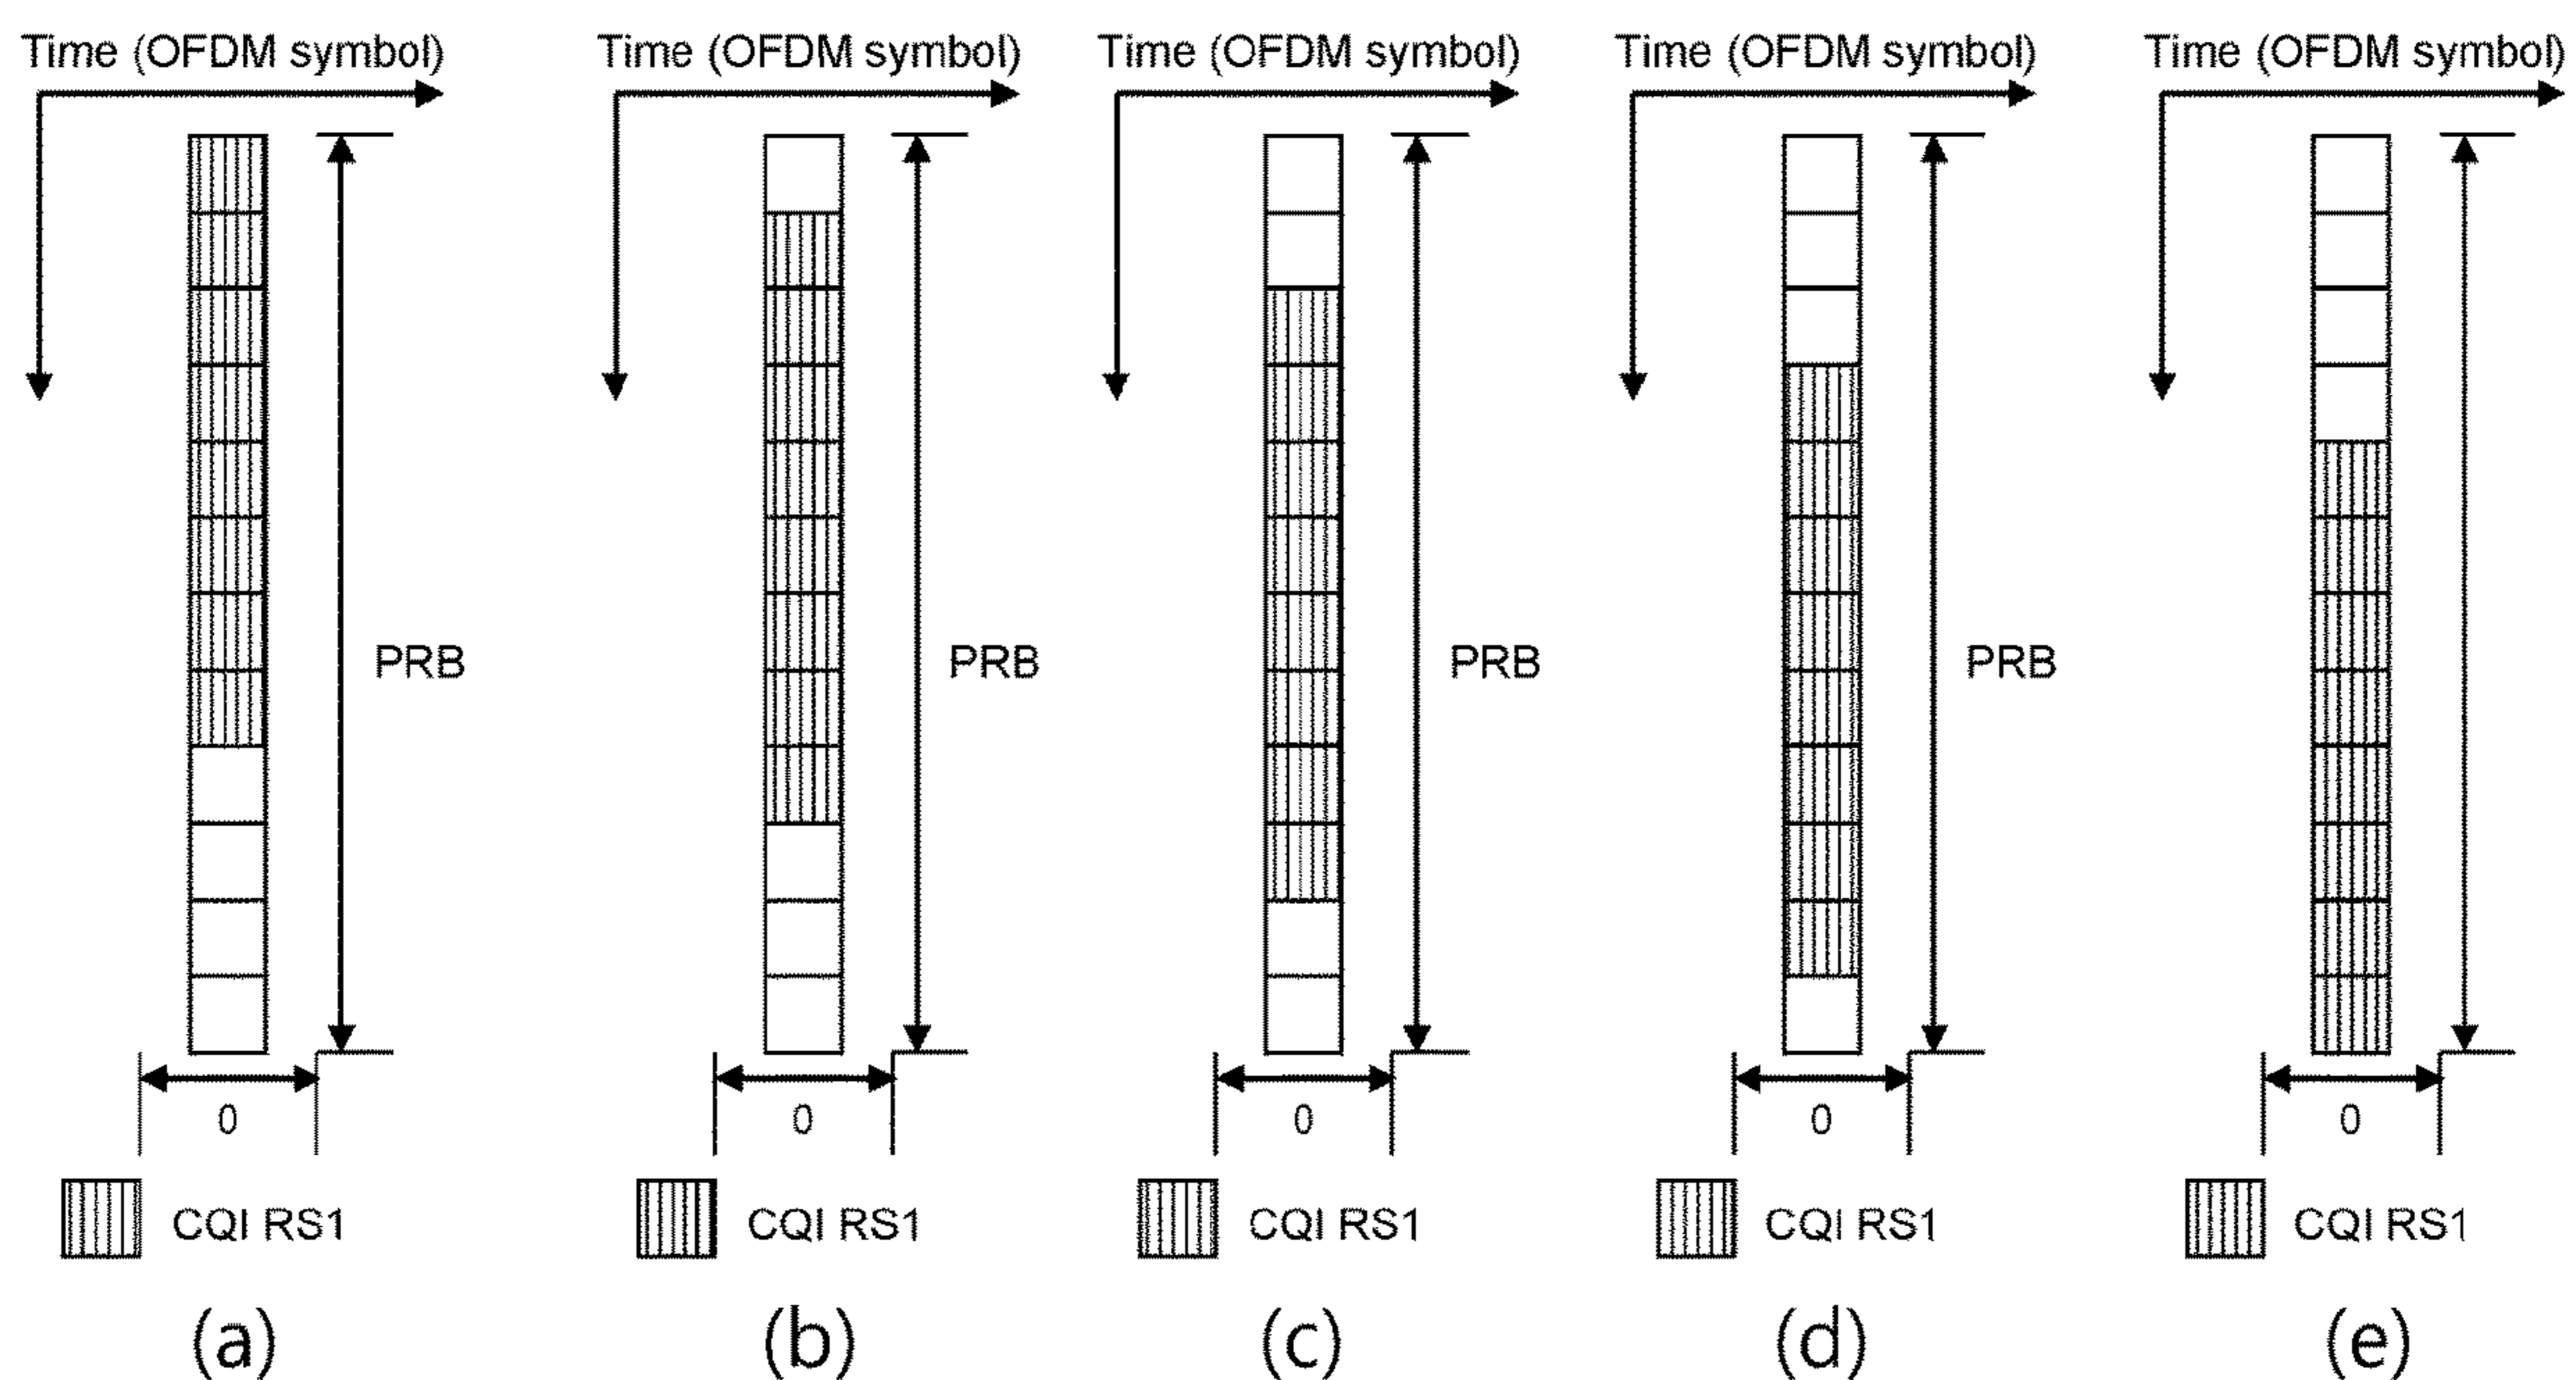 Time (OFDM symbol) Time (OFDM symbol) Time (OFDM symbol) Time (OFDM symbol) Time (OFDM symbol)
PRB PRB PRB PRB
0 0 0 0 0
CQI RS1 CQI RS1 CQI RS1 CQI RS1 CQI RS1
(a) (b) (c) (d) (e)